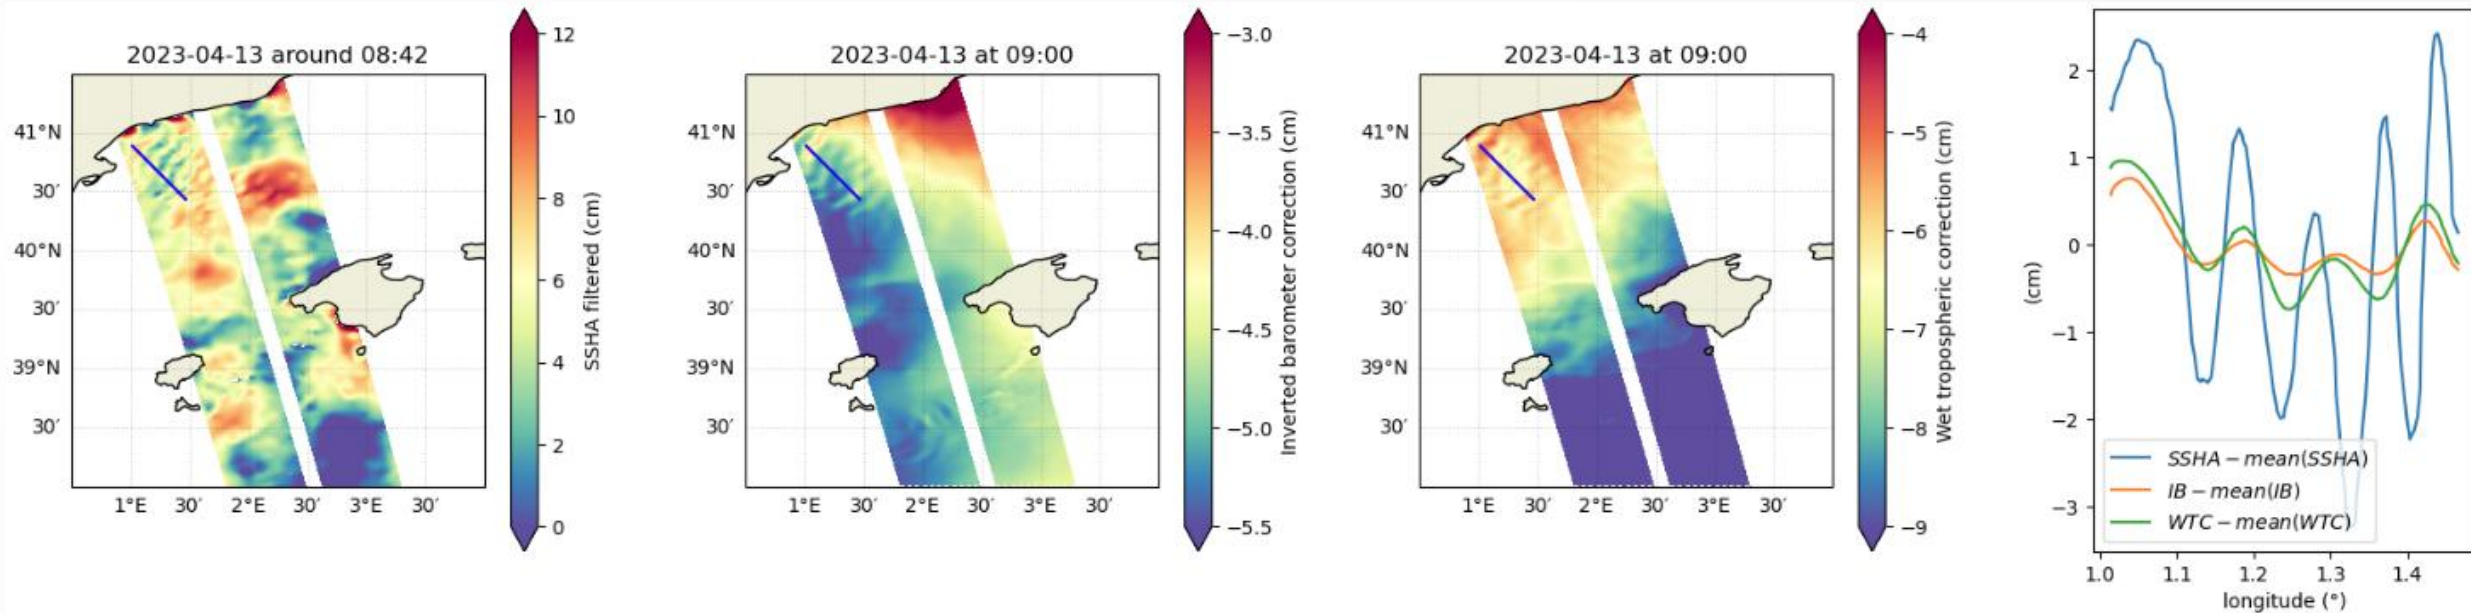 2023-04-13 around 08:42
41°N
30′
40°N
30′
39°N
30′
1°E 30′ 2°E 30′ 3°E 30′
12
10
8
6
4
2
0
SSHA filtered (cm)
2023-04-13 at 09:00
41°N
30′
40°N
30′
39°N
30′
1°E 30′ 2°E 30′ 3°E 30′
−3.0
−3.5
−4.0
−4.5
−5.0
−5.5
Inverted barometer correction (cm)
2023-04-13 at 09:00
41°N
30′
40°N
30′
39°N
30′
1°E 30′ 2°E 30′ 3°E 30′
−4
−5
−6
−7
−8
−9
Wet tropospheric correction (cm)
2
1
0
−1
−2
−3
(cm)
SSHA − mean(SSHA)
IB − mean(IB)
WTC − mean(WTC)
1.0 1.1 1.2 1.3 1.4
longitude (°)